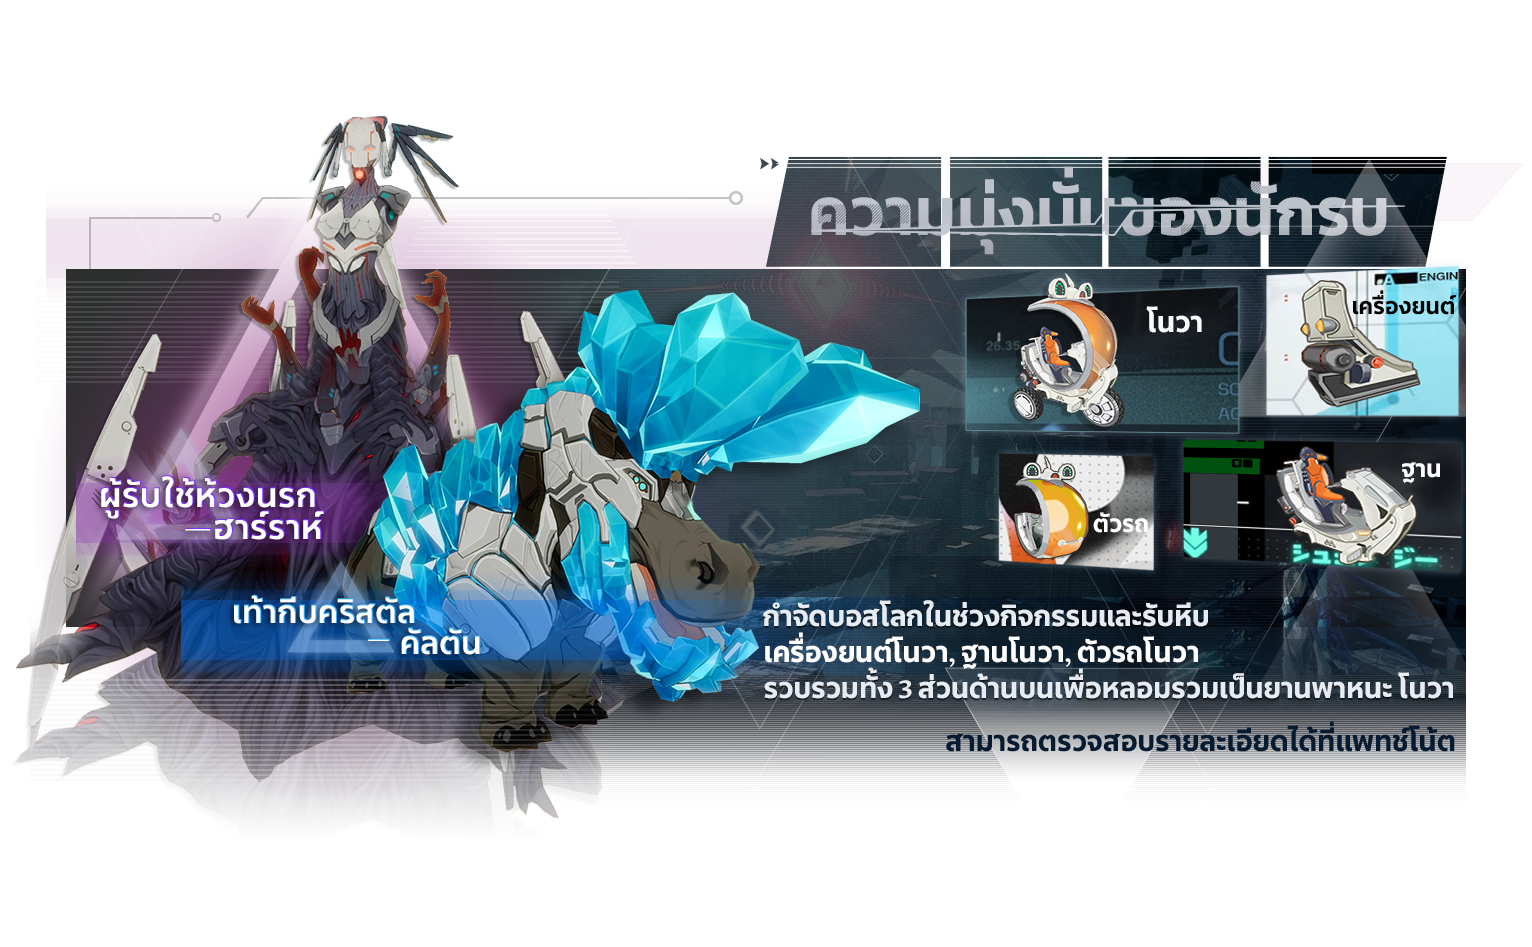 ความมุ่งมั่นของนักรบ
โนวา
ENGIN
เครื่องยนต์
26.35
ฐาน
ตัวรถ
ผู้รับใช้ห้วงนรก
—ฮาร์ราห์
เท้ากีบคริสตัล
— คัลตัน
กำจัดบอสโลกในช่วงกิจกรรมและรับหีบ
เครื่องยนต์โนวา, ฐานโนวา, ตัวรถโนวา
รวบรวมทั้ง 3 ส่วนด้านบนเพื่อหลอมรวมเป็นยานพาหนะ โนวา
สามารถตรวจสอบรายละเอียดได้ที่แพทช์โน้ต